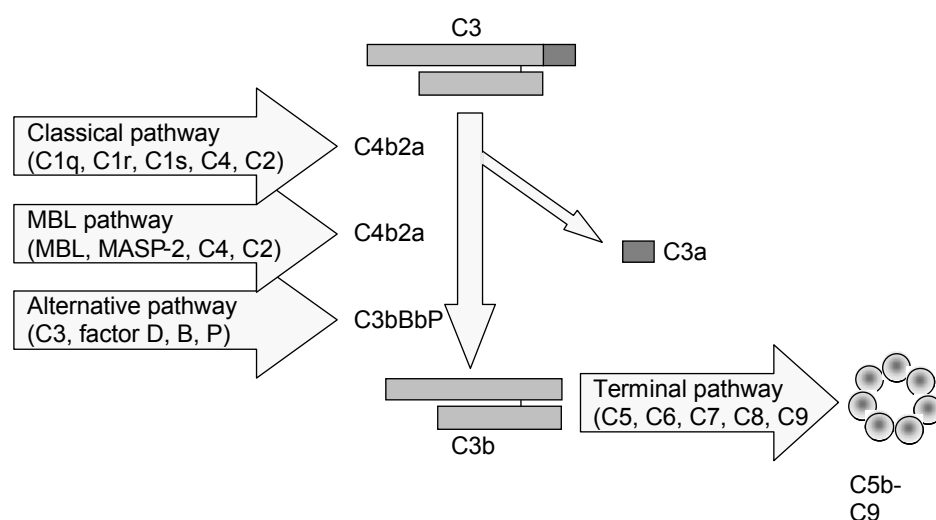 C3
Classical pathway
(C1q, C1r, C1s, C4, C2)
C4b2a
MBL pathway
(MBL, MASP-2, C4, C2)
C4b2a
C3a
Alternative pathway
(C3, factor D, B, P)
C3bBbP
Terminal pathway
(C5, C6, C7, C8, C9
C3b
C5b-
C9